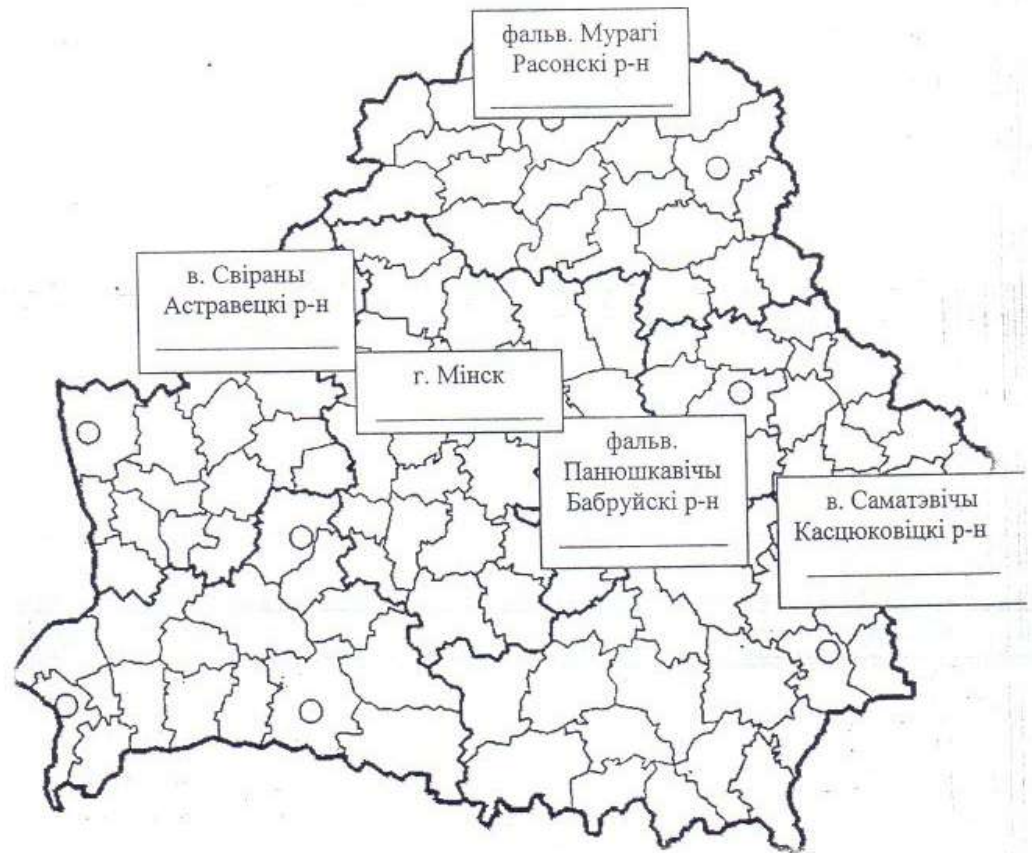 фальв. Мурагі
Расонскі р-н
в. Свіраны
Астравецкі р-н
г. Мінск
фальв.
Панюшкавічы
Бабруйскі р-н
в. Саматэвічы
Касцюковіцкі р-н